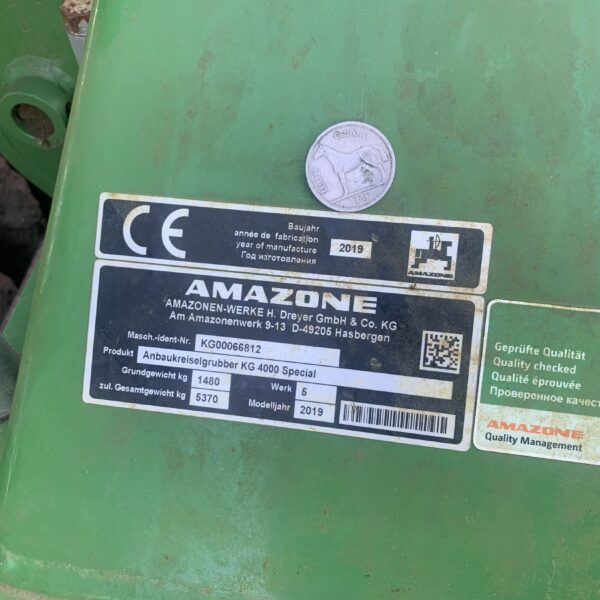 CE
Baujahr
année de fabrication
year of manufacture
Год изготовления
2019
AMAZONE
AMAZONE
AMAZONEN-WERKE H. Dreyer GmbH & Co. KG
Am Amazonenwerk 9-13 D-49205 Hasbergen
Masch.-Ident-Nr. KG00066812
Produkt Anbaukreiselgrubber KG 4000 Special
Grundgewicht kg 1480 Werk 5
zul. Gesamtgewicht kg 5370 Modelljahr 2019
Geprüfte Qualität
Quality checked
Qualité éprouvée
Проверенное качест
AMAZONE
Quality Management